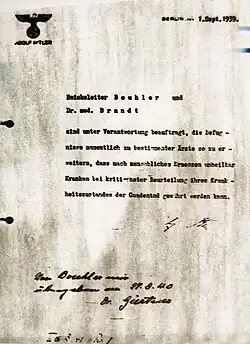 ADOLF HITLER
BERLIN, 1.Sept.1939.
Reichsleiter Bouhler und
Dr. med. Brandt
sind unter Verantwortung beauftragt, die Befug -
nisse namentlich zu bestimmender Ärzte so zu er -
weitern, dass nach menschlichem Ermessen unheilbar
Kranken bei kritischster Beurteilung ihres Krank -
heitszustandes der Gnadentod gewährt werden kann.
Von Bouhler mir
übergeben am 27.8.40
Dr. Gürtner